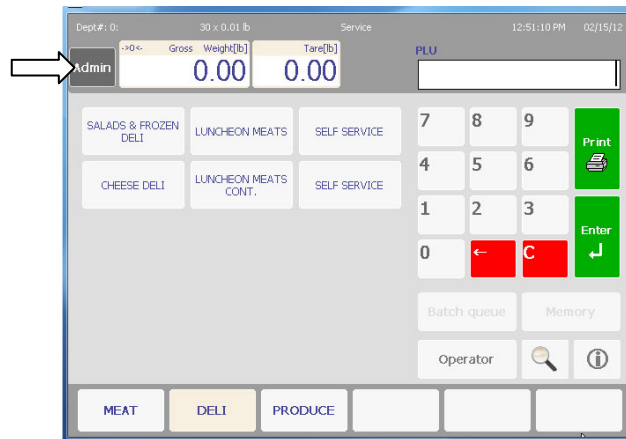 Dept#: 0: 30 x 0.01 lb Service 12:51:10 PM 02/15/12
Admin
->0<- Gross Weight[lb] Tare[lb] PLU
0.00 0.00
SALADS & FROZEN DELI
LUNCHEON MEATS
SELF SERVICE
CHEESE DELI
LUNCHEON MEATS CONT.
SELF SERVICE
7 8 9 Print
4 5 6
1 2 3 Enter
0 ← C ↵
Batch queue Memory
Operator
MEAT DELI PRODUCE